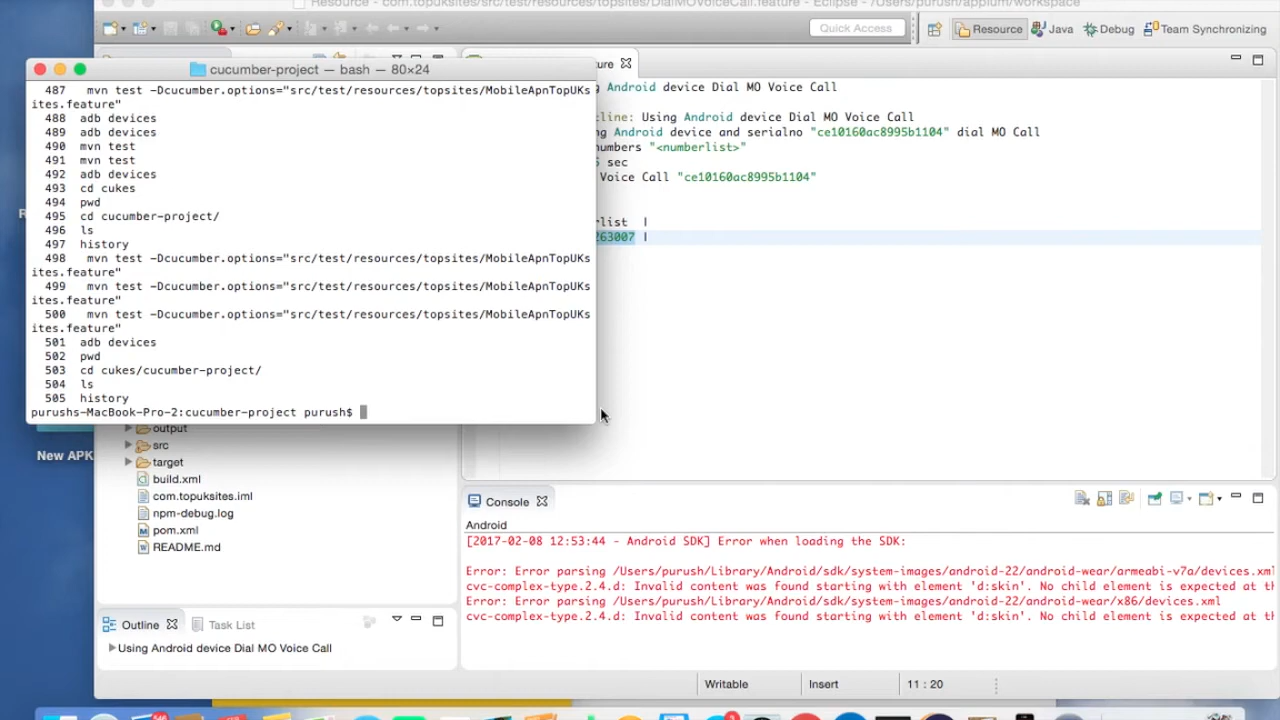 Resource - com.topuksites/src/test/resources/topsites/DialMOVoiceCall.feature - Eclipse - /Users/purush/appium/workspace
Quick Access
Resource
Java
Debug
Team Synchronizing
cucumber-project — bash — 80×24
487 mvn test -Dcucumber.options="src/test/resources/topsites/MobileApnTopUKs
ites.feature"
488 adb devices
489 adb devices
490 mvn test
491 mvn test
492 adb devices
493 cd cukes
494 pwd
495 cd cucumber-project/
496 ls
497 history
498 mvn test -Dcucumber.options="src/test/resources/topsites/MobileApnTopUKs
ites.feature"
499 mvn test -Dcucumber.options="src/test/resources/topsites/MobileApnTopUKs
ites.feature"
500 mvn test -Dcucumber.options="src/test/resources/topsites/MobileApnTopUKs
ites.feature"
501 adb devices
502 pwd
503 cd cukes/cucumber-project/
504 ls
505 history
purushs-MacBook-Pro-2:cucumber-project purush$
ure
g Android device Dial MO Voice Call
line: Using Android device Dial MO Voice Call
ng Android device and serialno "ce10160ac8995b1104" dial MO Call
numbers "<numberlist>"
5 sec
Voice Call "ce10160ac8995b1104"
rlist |
263007 |
New APK
output
src
target
build.xml
com.topuksites.iml
npm-debug.log
pom.xml
README.md
Outline
Task List
Using Android device Dial MO Voice Call
Console
Android
[2017-02-08 12:53:44 - Android SDK] Error when loading the SDK:
Error: Error parsing /Users/purush/Library/Android/sdk/system-images/android-22/android-wear/armeabi-v7a/devices.xml
cvc-complex-type.2.4.d: Invalid content was found starting with element 'd:skin'. No child element is expected at th
Error: Error parsing /Users/purush/Library/Android/sdk/system-images/android-22/android-wear/x86/devices.xml
cvc-complex-type.2.4.d: Invalid content was found starting with element 'd:skin'. No child element is expected at th
Writable
Insert
11 : 20